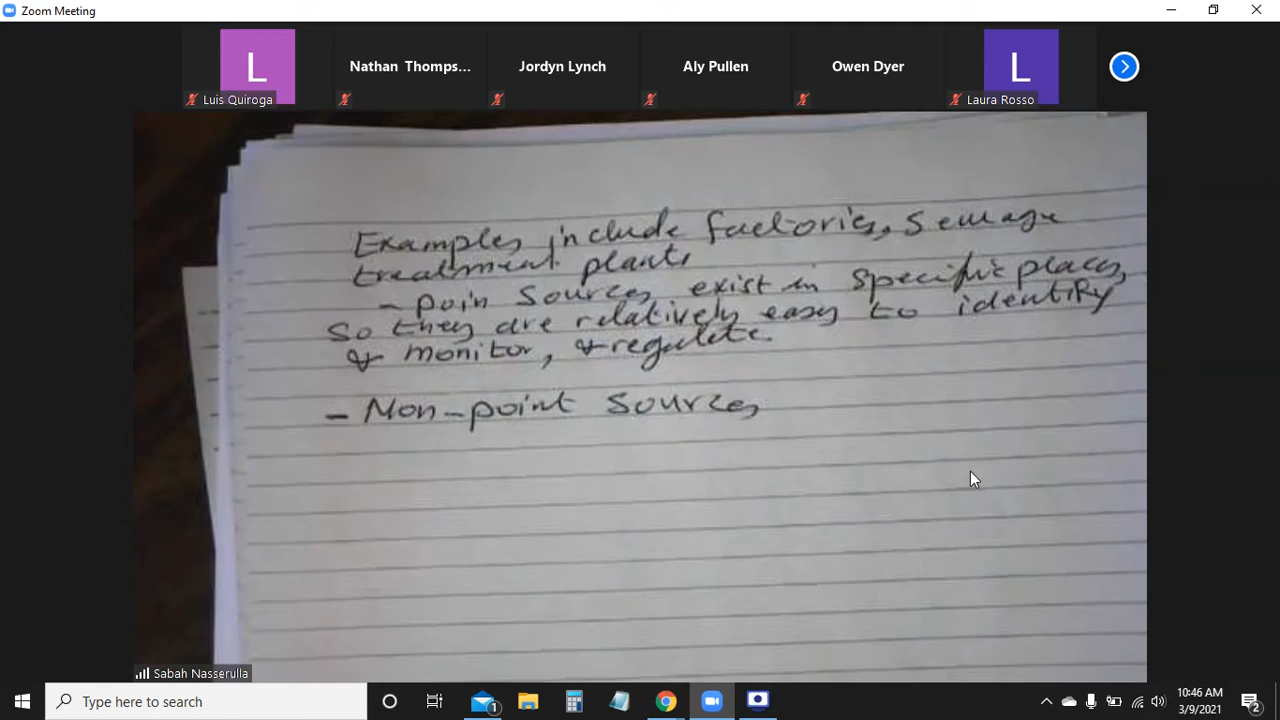 Zoom Meeting
L
Luis Quiroga
Nathan Thomps...
Jordyn Lynch
Aly Pullen
Owen Dyer
L
Laura Rosso
Examples include factories, sewage
treatment plants
- poin sources exist in specific places,
so they are relatively easy to identify
& monitor, & regulate.
- Non-point sources
Sabah Nasserulla
Type here to search
1
10:46 AM
3/9/2021
2